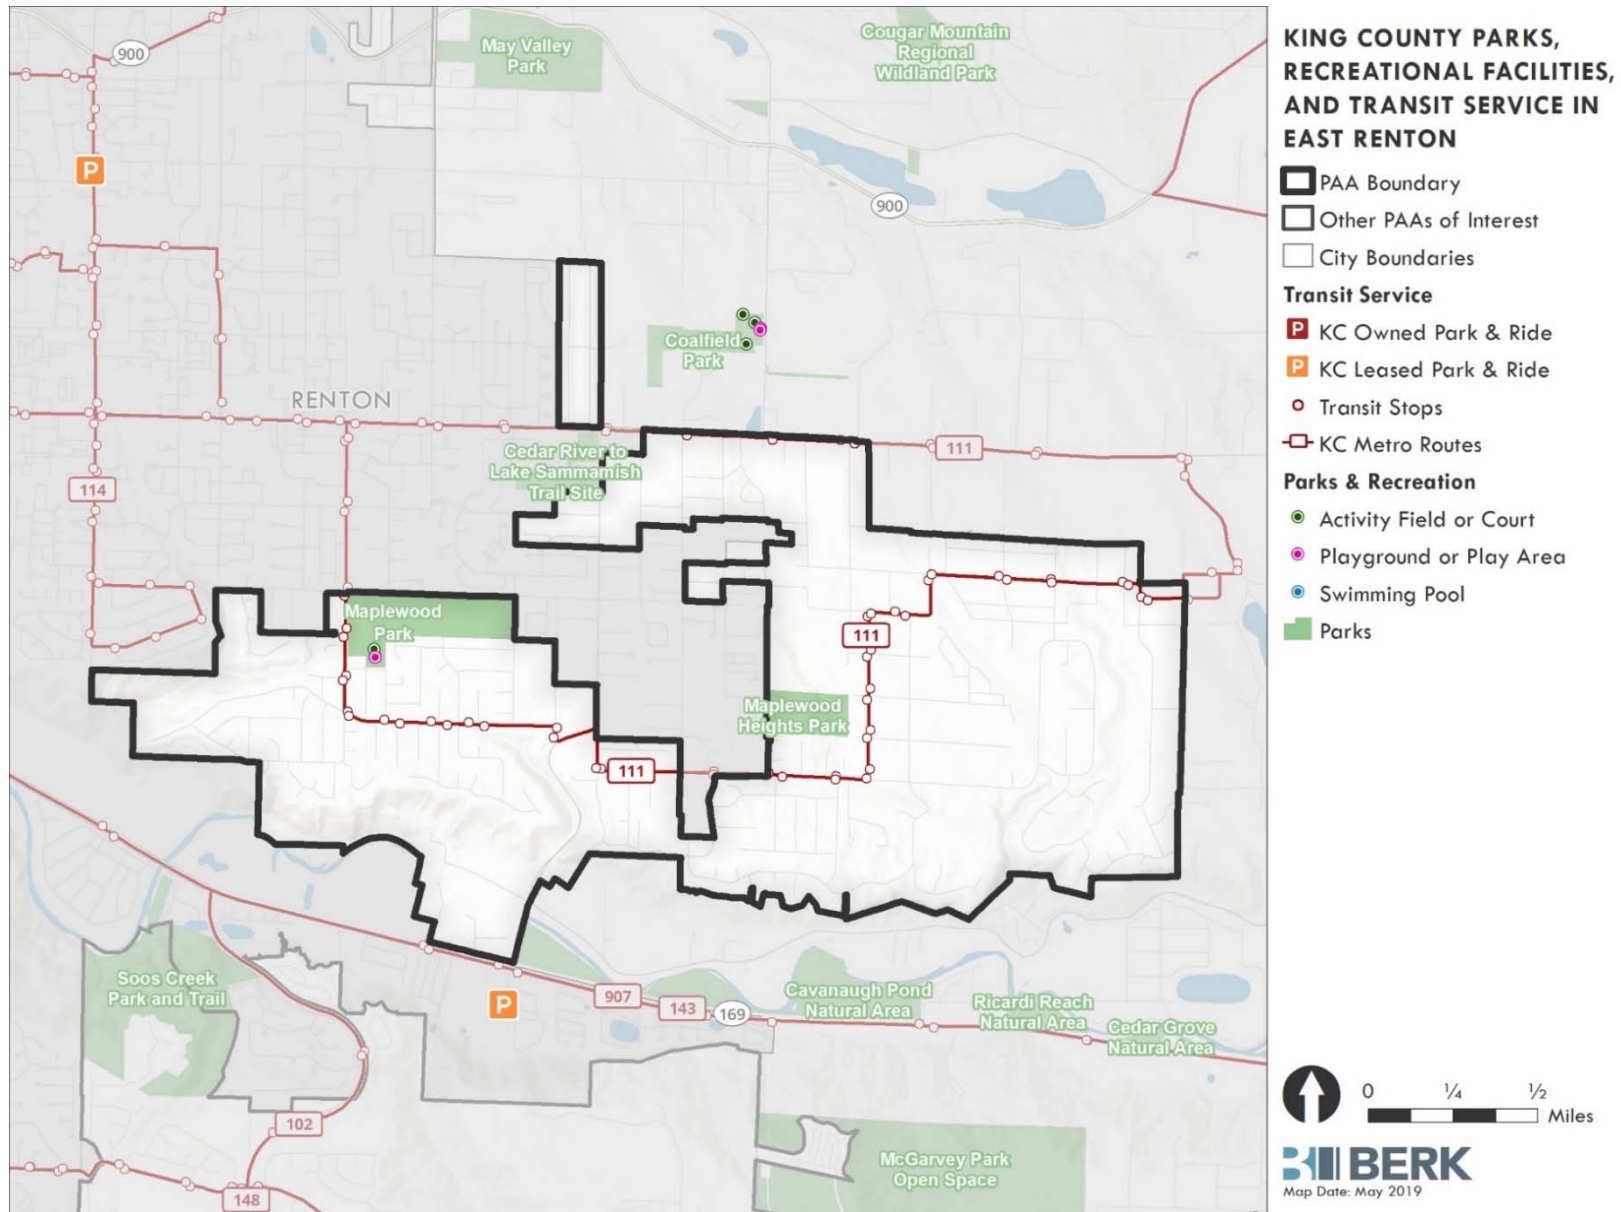 900
May Valley
Park
Cougar Mountain
Regional
Wildland Park
P
900
Coalfield
Park
RENTON
111
114
Cedar River to
Lake Sammamish
Trail Site
Maplewood
Park
111
Maplewood
Heights Park
111
Soos Creek
Park and Trail
P
907
143
169
Cavanaugh Pond
Natural Area
Ricardi Reach
Natural Area
Cedar Grove
Natural Area
102
148
McGarvey Park
Open Space
KING COUNTY PARKS,
RECREATIONAL FACILITIES,
AND TRANSIT SERVICE IN
EAST RENTON
PAA Boundary
Other PAAs of Interest
City Boundaries
Transit Service
P KC Owned Park & Ride
P KC Leased Park & Ride
Transit Stops
KC Metro Routes
Parks & Recreation
Activity Field or Court
Playground or Play Area
Swimming Pool
Parks
0 ¼ ½
Miles
BERK
Map Date: May 2019